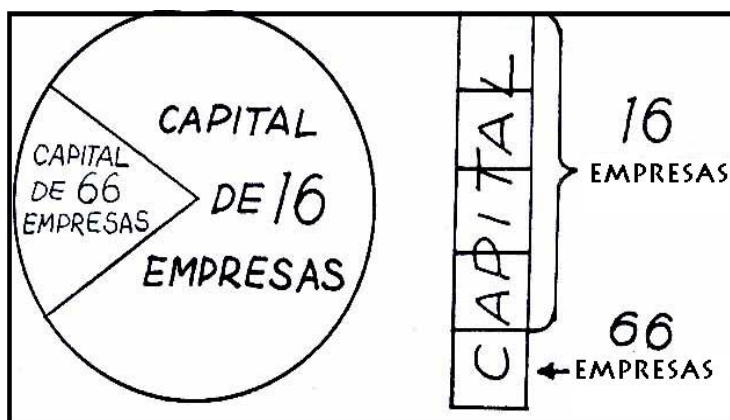 CAPITAL
DE 16
EMPRESAS
CAPITAL
DE 66
EMPRESAS
CAPITAL
16
EMPRESAS
66
EMPRESAS